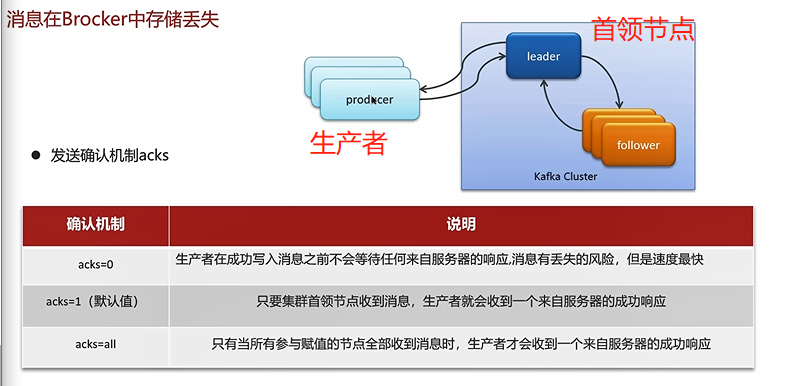 消息在Brocker中存储丢失
首领节点
leader
producer
生产者
follower
Kafka Cluster
● 发送确认机制acks
确认机制 说明
acks=0 生产者在成功写入消息之前不会等待任何来自服务器的响应,消息有丢失的风险，但是速度最快
acks=1（默认值） 只要集群首领节点收到消息，生产者就会收到一个来自服务器的成功响应
acks=all 只有当所有参与赋值的节点全部收到消息时，生产者才会收到一个来自服务器的成功响应